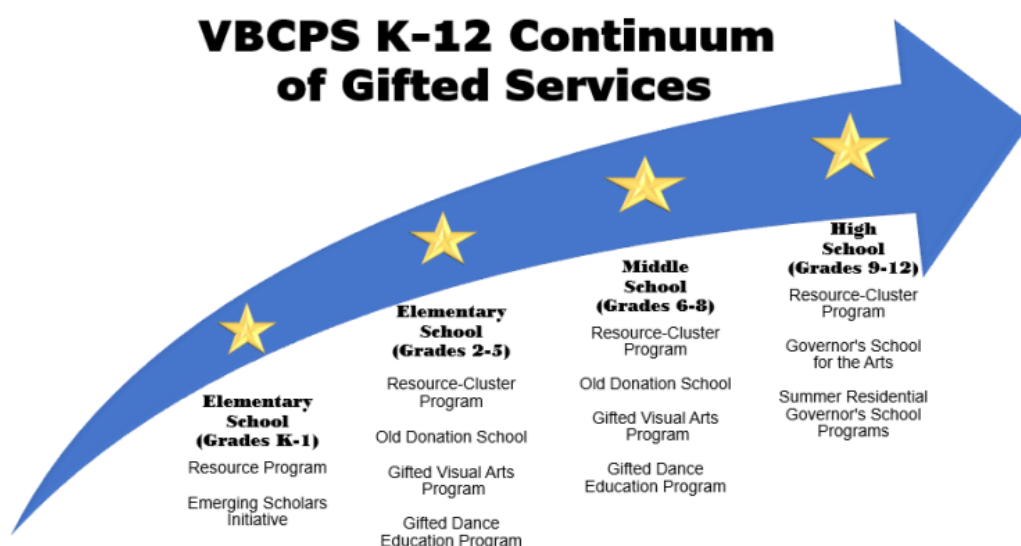 VBCPS K-12 Continuum
of Gifted Services
Elementary
School
(Grades K-1)
Resource Program
Emerging Scholars
Initiative
Elementary
School
(Grades 2-5)
Resource-Cluster
Program
Old Donation School
Gifted Visual Arts
Program
Gifted Dance
Education Program
Middle
School
(Grades 6-8)
Resource-Cluster
Program
Old Donation School
Gifted Visual Arts
Program
Gifted Dance
Education Program
High
School
(Grades 9-12)
Resource-Cluster
Program
Governor's School
for the Arts
Summer Residential
Governor's School
Programs